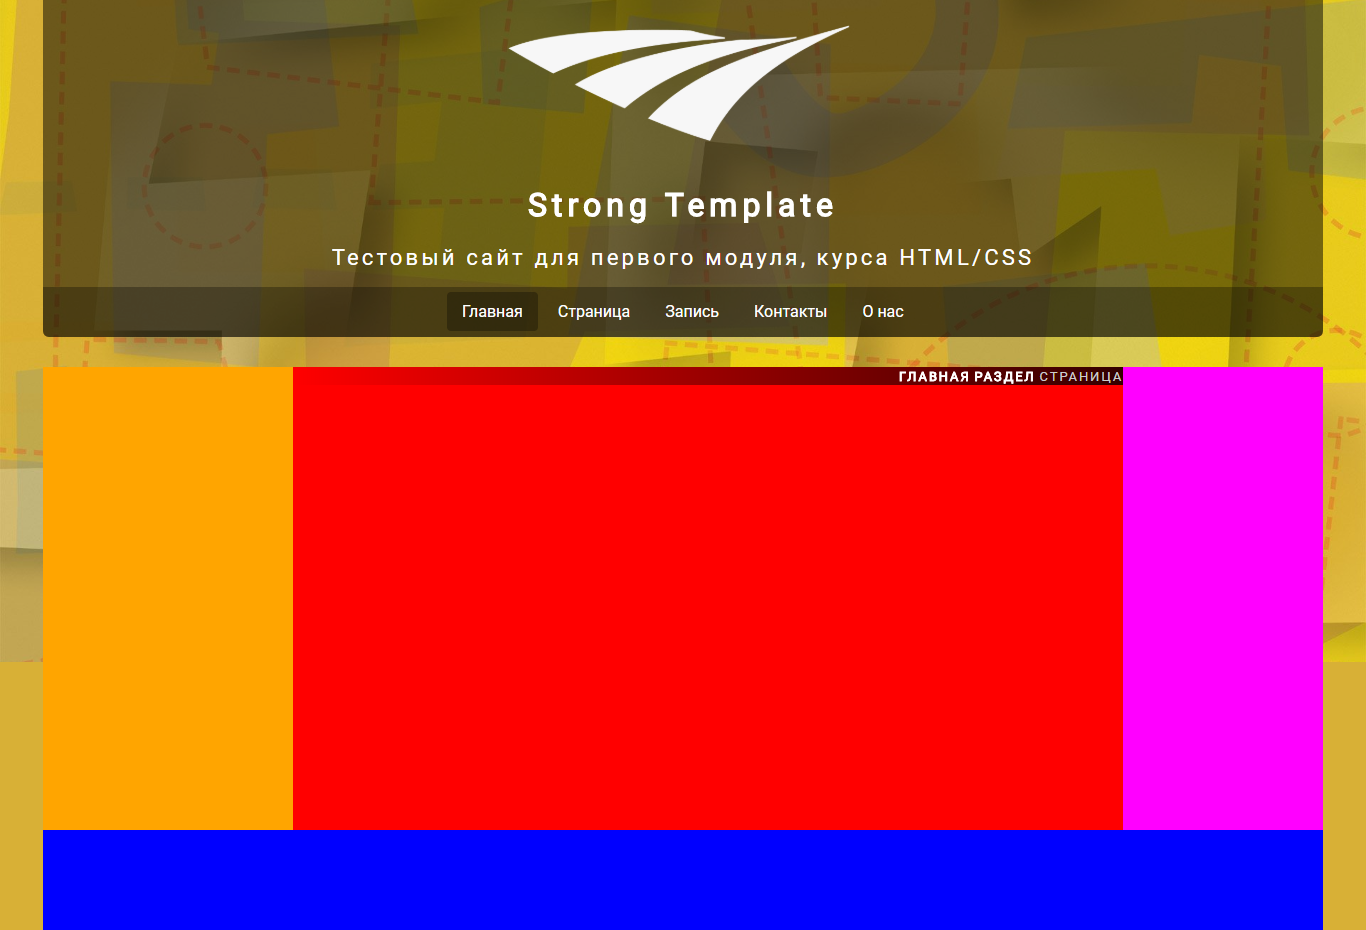 Strong Template
Тестовый сайт для первого модуля, курса HTML/CSS
Главная Страница Запись Контакты О нас
ГЛАВНАЯ РАЗДЕЛ СТРАНИЦА